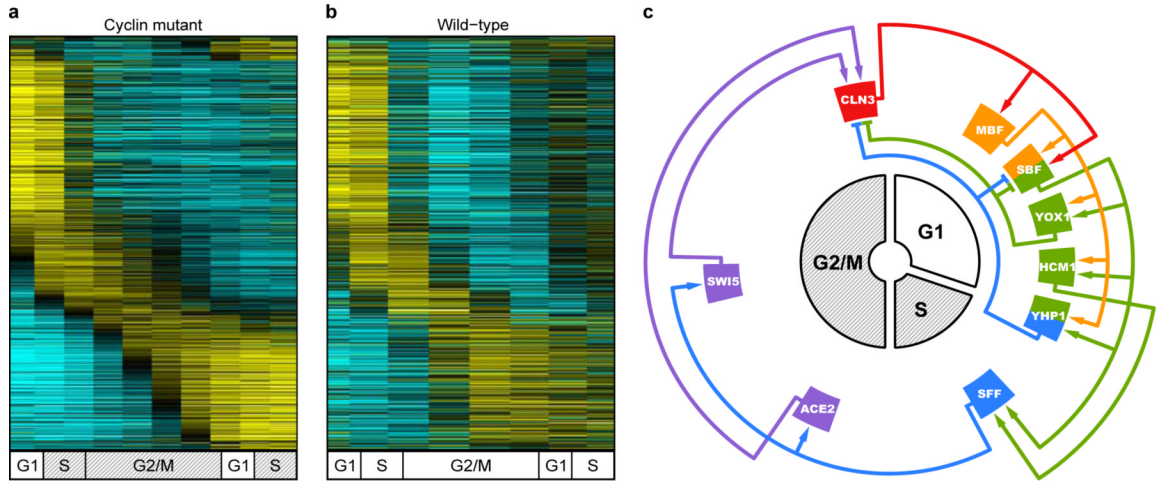 a
Cyclin mutant
G1 S G2/M G1 S
b
Wild-type
G1 S G2/M G1 S
c
CLN3
MBF
SBF
YOX1
HCM1
YHP1
SFF
ACE2
SWI5
G1
G2/M
S